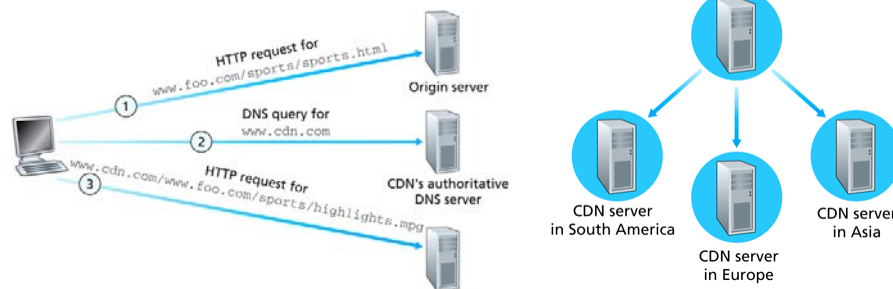 HTTP request for
www.foo.com/sports/sports.html
1
Origin server
DNS query for
www.cdn.com
2
CDN's authoritative
DNS server
HTTP request for
www.cdn.com/www.foo.com/sports/highlights.mpg
3
CDN server
in South America
CDN server
in Europe
CDN server
in Asia